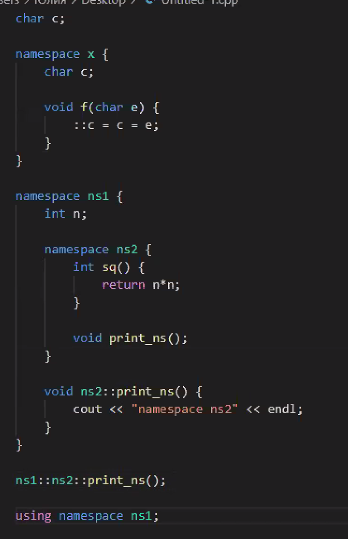 sers > Юлия > Desktop > Untitled-1.cpp
char c;
namespace x {
char c;
void f(char e) {
::c = c = e;
}
}
namespace ns1 {
int n;
namespace ns2 {
int sq() {
return n*n;
}
void print_ns();
}
void ns2::print_ns() {
cout << "namespace ns2" << endl;
}
}
ns1::ns2::print_ns();
using namespace ns1;